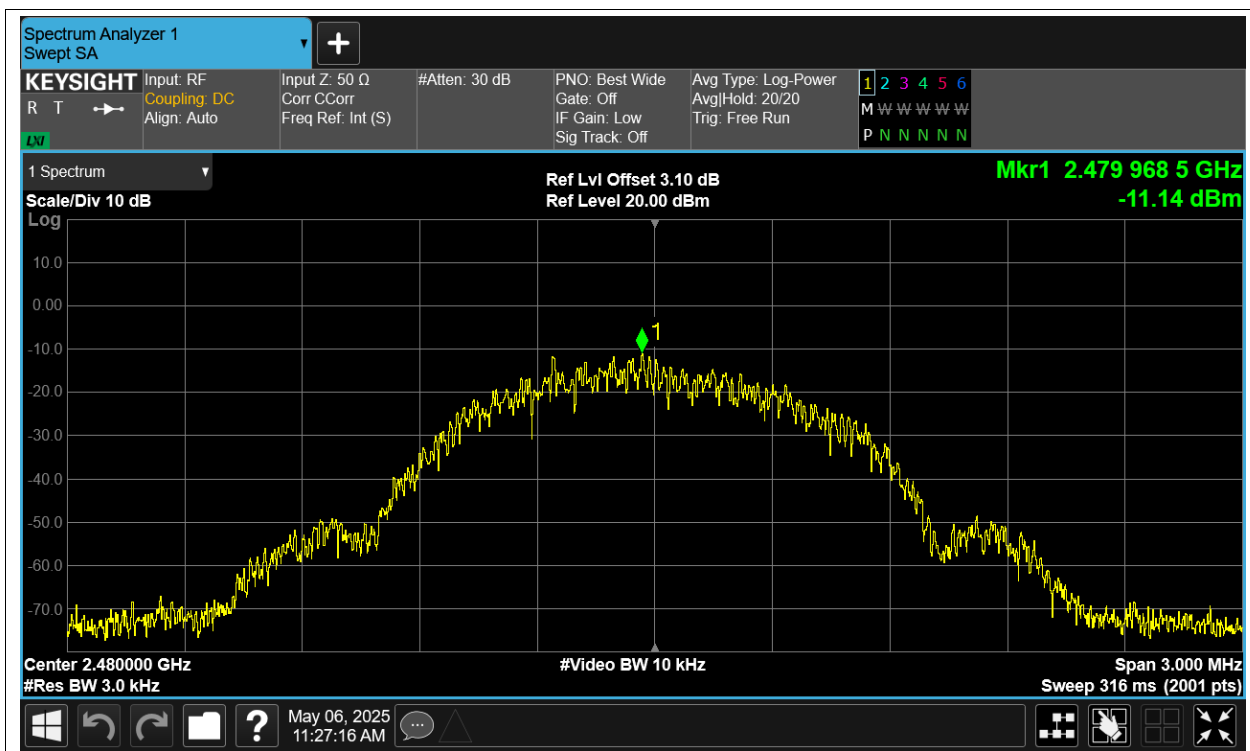 Spectrum Analyzer 1
Swept SA
+
KEYSIGHT
R T
LXI
Input: RF
Coupling: DC
Align: Auto
Input Z: 50 Ω
Corr CCorr
Freq Ref: Int (S)
#Atten: 30 dB
PNO: Best Wide
Gate: Off
IF Gain: Low
Sig Track: Off
Avg Type: Log-Power
Avg|Hold: 20/20
Trig: Free Run
1 2 3 4 5 6
M W W W W W W
P N N N N N
1 Spectrum
Scale/Div 10 dB
Log
Ref Lvl Offset 3.10 dB
Ref Level 20.00 dBm
Mkr1 2.479 968 5 GHz
-11.14 dBm
10.0
0.00
-10.0
-20.0
-30.0
-40.0
-50.0
-60.0
-70.0
1
Center 2.480000 GHz
#Res BW 3.0 kHz
#Video BW 10 kHz
Span 3.000 MHz
Sweep 316 ms (2001 pts)
?
May 06, 2025
11:27:16 AM